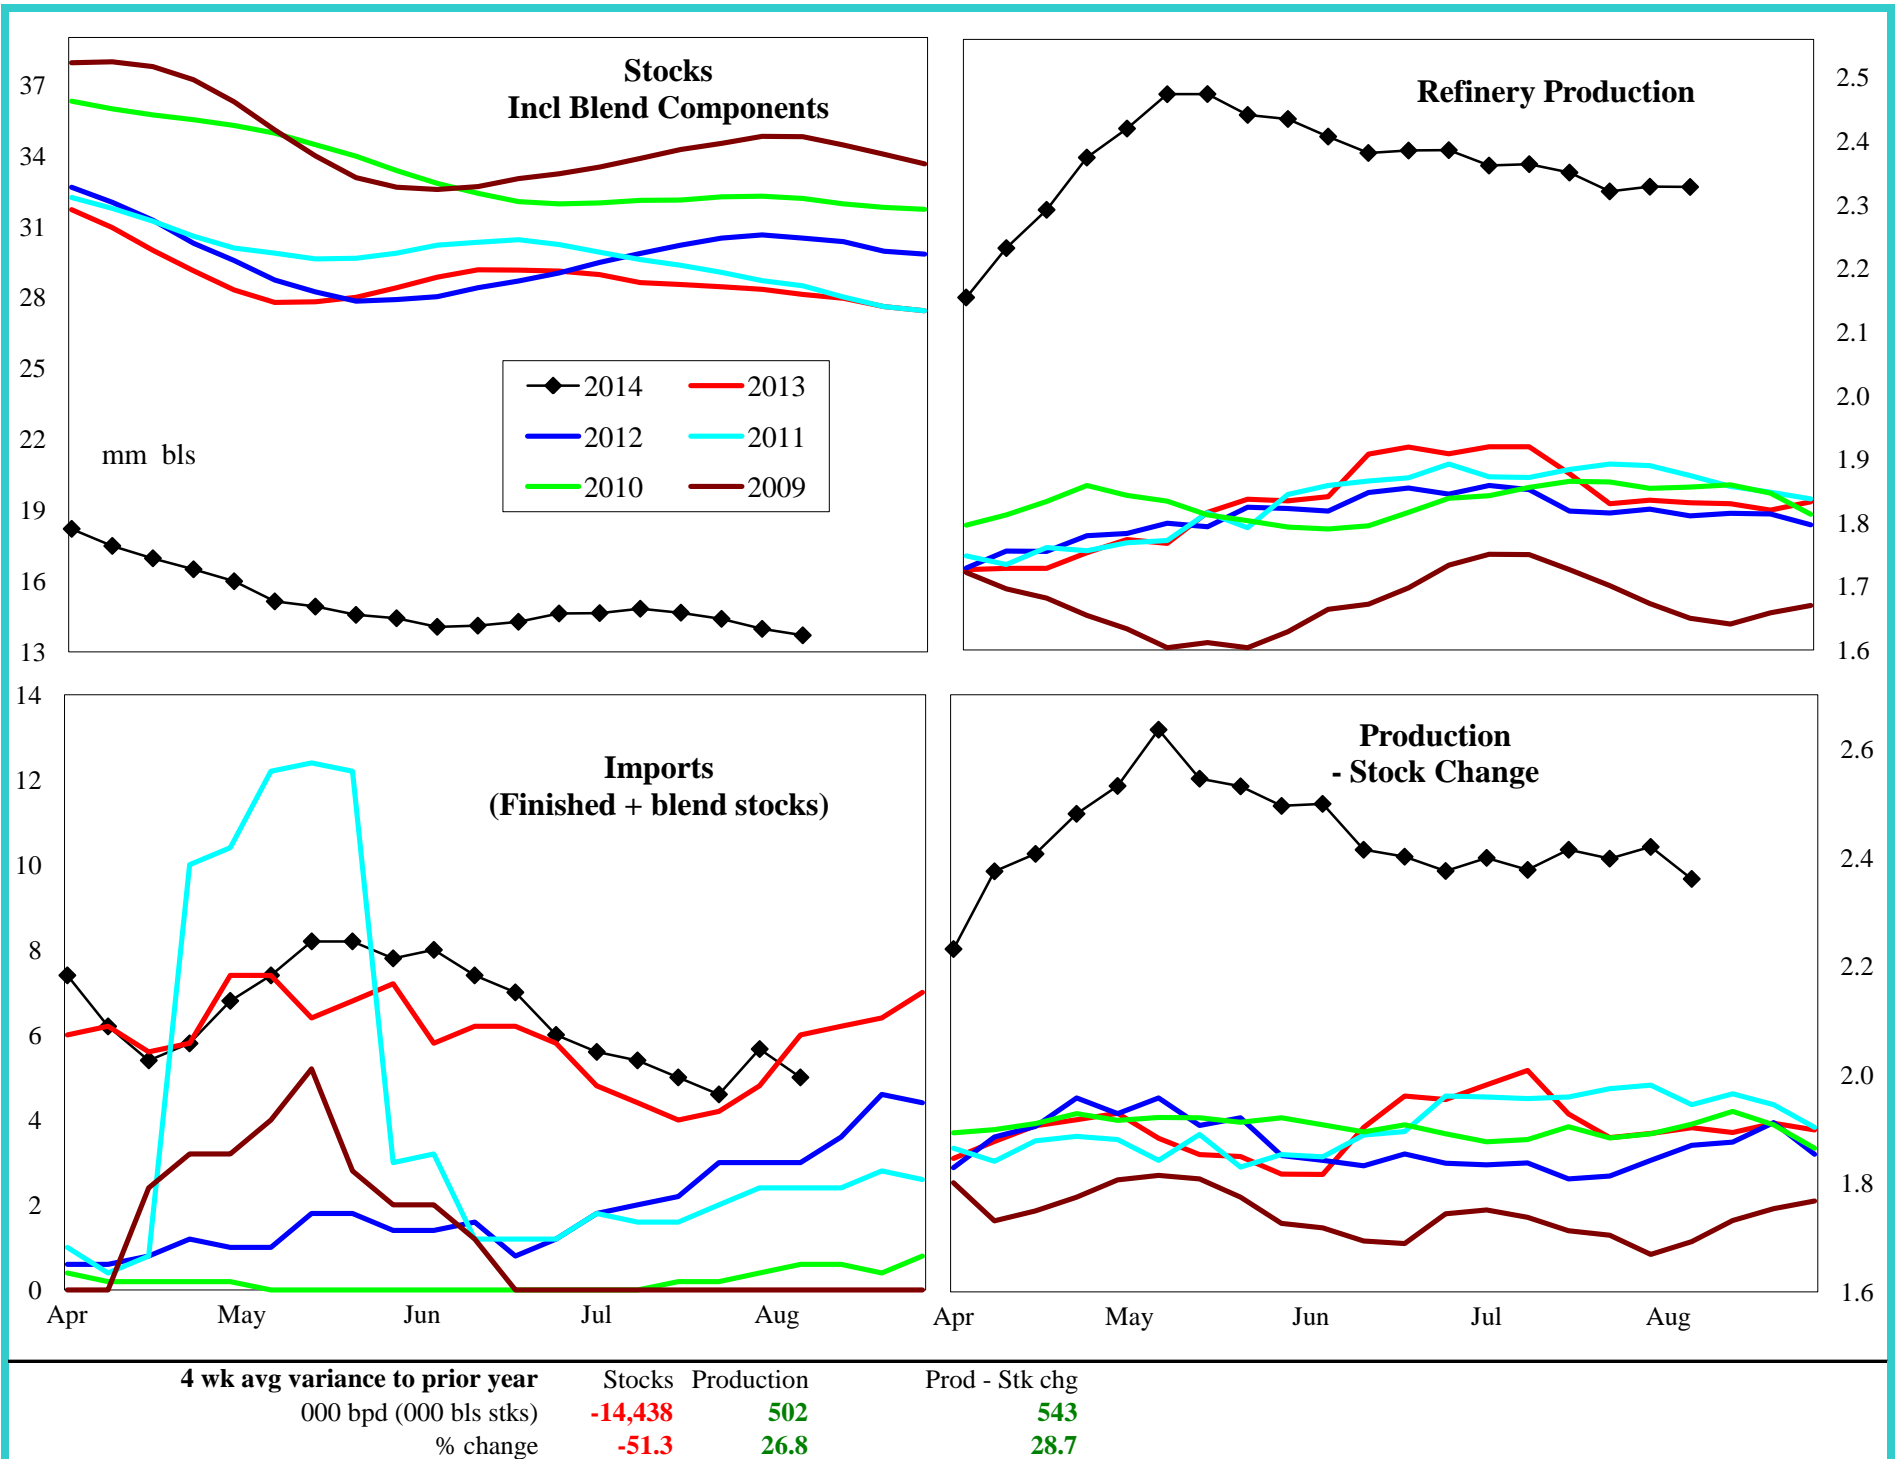 Stocks
Incl Blend Components
37
34
31
28
25
22
19
16
13
mm bls
2014 2013
2012 2011
2010 2009
Refinery Production
2.5
2.4
2.3
2.2
2.1
2.0
1.9
1.8
1.7
1.6
Imports
(Finished + blend stocks)
14
12
10
8
6
4
2
0
Apr May Jun Jul Aug
Production
- Stock Change
2.6
2.4
2.2
2.0
1.8
1.6
Apr May Jun Jul Aug
4 wk avg variance to prior year Stocks Production Prod - Stk chg
000 bpd (000 bls stks) -14,438 502 543
% change -51.3 26.8 28.7